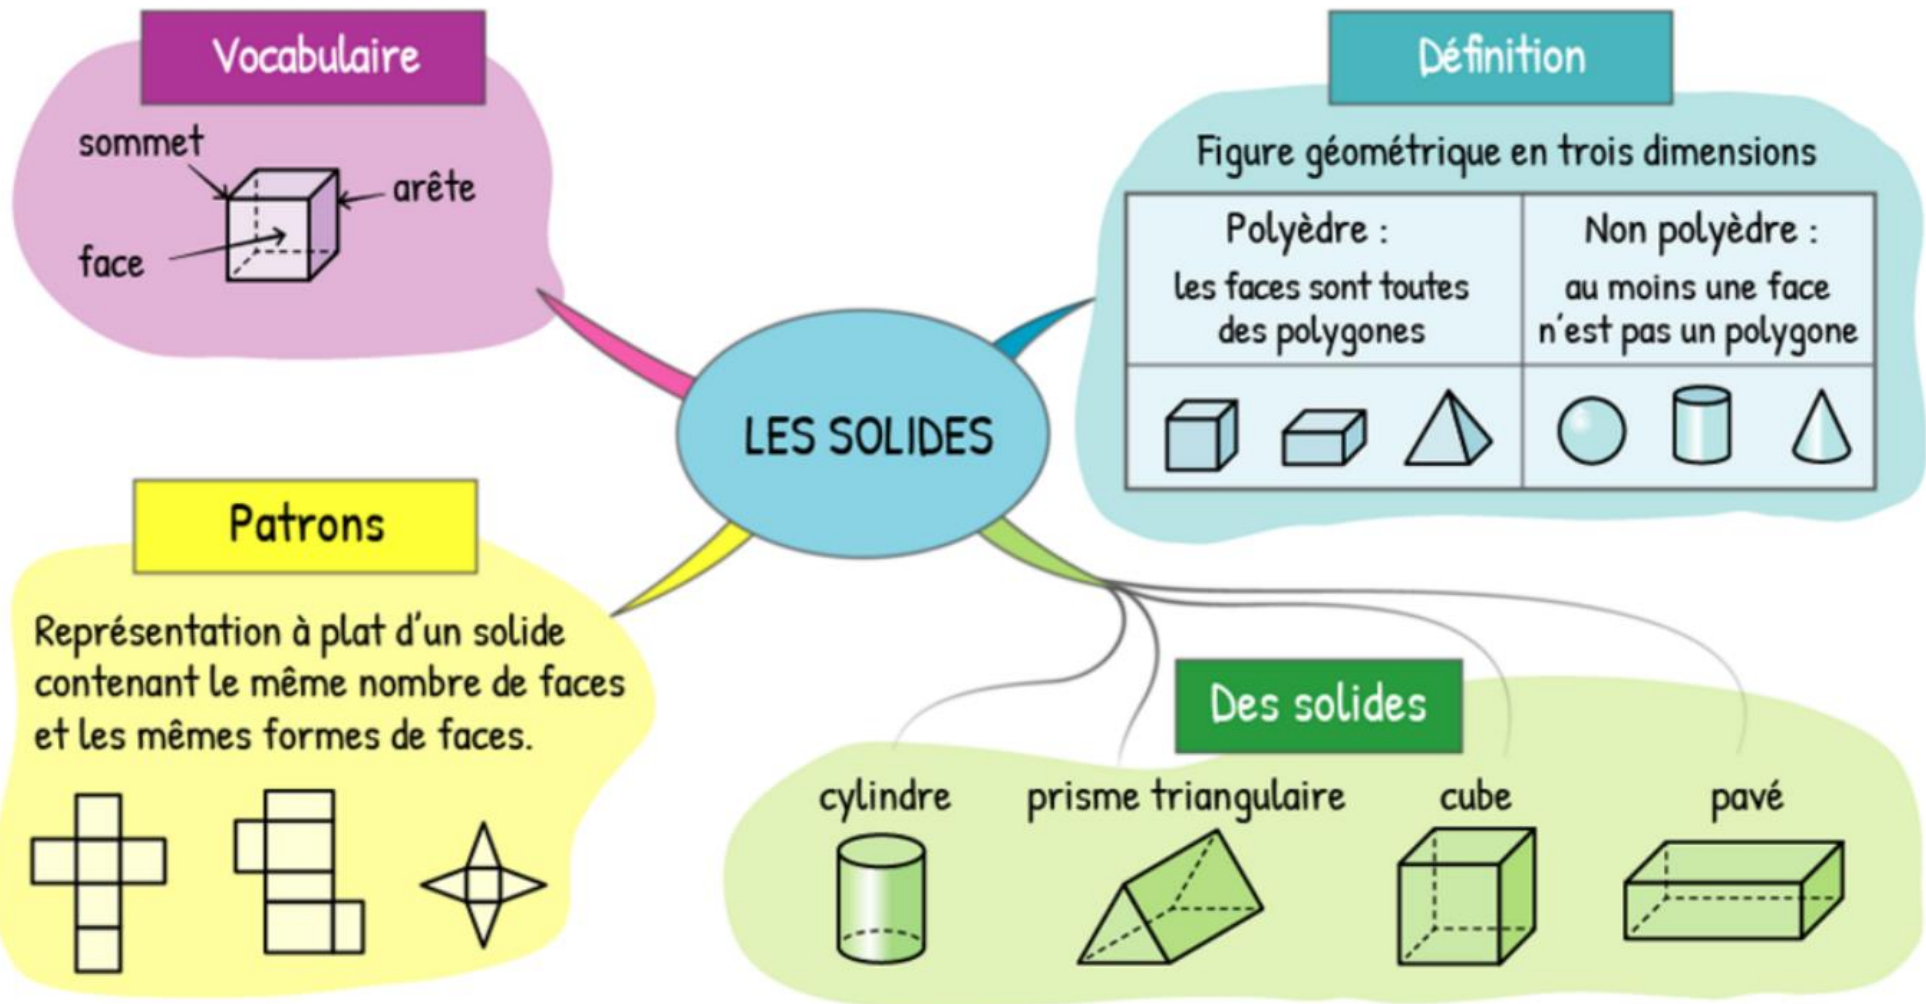 Vocabulaire
sommet
arête
face
Définition
Figure géométrique en trois dimensions
Polyèdre :
les faces sont toutes
des polygones
Non polyèdre :
au moins une face
n'est pas un polygone
LES SOLIDES
Patrons
Représentation à plat d'un solide
contenant le même nombre de faces
et les mêmes formes de faces.
Des solides
cylindre
prisme triangulaire
cube
pavé